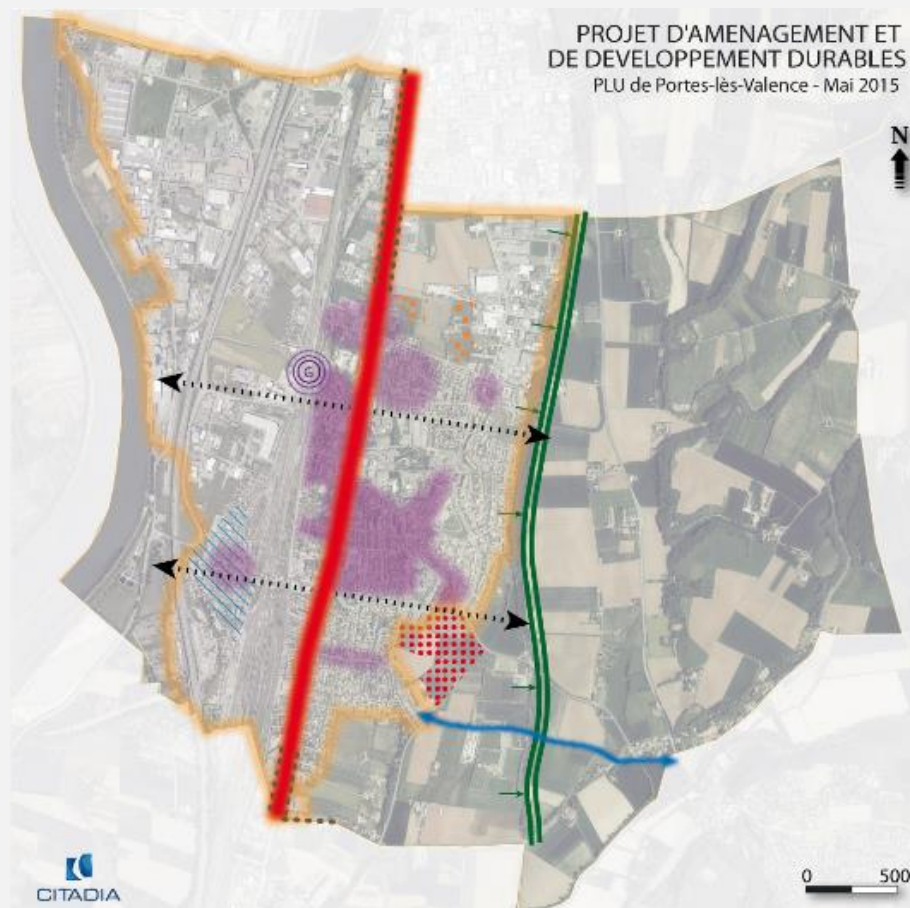 PROJET D'AMENAGEMENT ET
DE DEVELOPPEMENT DURABLES
PLU de Portes-lès-Valence - Mai 2015
N
G
CITADIA
0 500